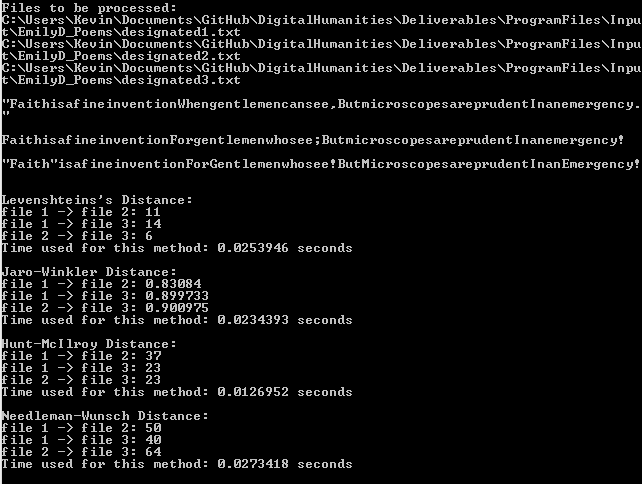 Files to be processed:
C:\Users\Kevin\Documents\GitHub\DigitalHumanities\Deliverables\ProgramFiles\Inpu
t\EmilyD_Poems\designated1.txt
C:\Users\Kevin\Documents\GitHub\DigitalHumanities\Deliverables\ProgramFiles\Inpu
t\EmilyD_Poems\designated2.txt
C:\Users\Kevin\Documents\GitHub\DigitalHumanities\Deliverables\ProgramFiles\Inpu
t\EmilyD_Poems\designated3.txt
"FaithisafineinventionWhengentlemencansee,ButmicroscopesareprudentInanemergency.
"
FaithisafineinventionForgentlemenwhosee;ButmicroscopesareprudentInanemergency!
"Faith"isafineinventionForGentlemenwhosee!ButMicroscopesareprudentInanEmergency!
Levenshteins's Distance:
file 1 -> file 2: 11
file 1 -> file 3: 14
file 2 -> file 3: 6
Time used for this method: 0.0253946 seconds
Jaro-Winkler Distance:
file 1 -> file 2: 0.83084
file 1 -> file 3: 0.899733
file 2 -> file 3: 0.900975
Time used for this method: 0.0234393 seconds
Hunt-McIlroy Distance:
file 1 -> file 2: 37
file 1 -> file 3: 23
file 2 -> file 3: 23
Time used for this method: 0.0126952 seconds
Needleman-Wunsch Distance:
file 1 -> file 2: 50
file 1 -> file 3: 40
file 2 -> file 3: 64
Time used for this method: 0.0273418 seconds